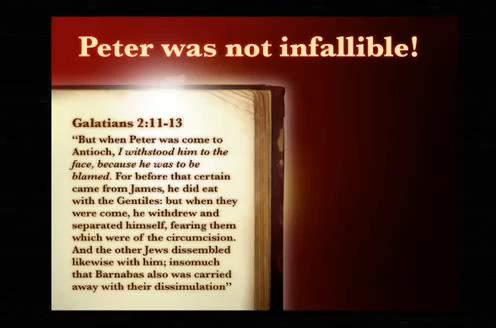 Peter was not infallible!
Galatians 2:11-13
“But when Peter was come to
Antioch, I withstood him to the
face, because he was to be
blamed. For before that certain
came from James, he did eat
with the Gentiles: but when they
were come, he withdrew and
separated himself, fearing them
which were of the circumcision.
And the other Jews dissembled
likewise with him; insomuch
that Barnabas also was carried
away with their dissimulation”